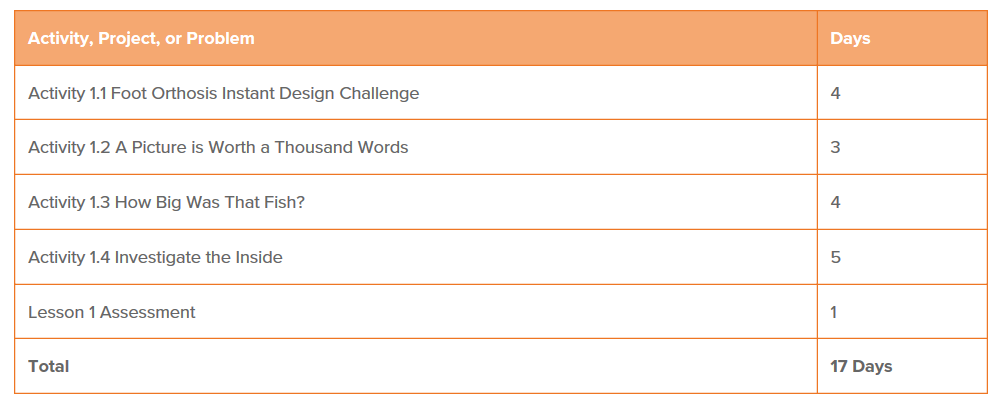 Activity, Project, or Problem Days
Activity 1.1 Foot Orthosis Instant Design Challenge 4
Activity 1.2 A Picture is Worth a Thousand Words 3
Activity 1.3 How Big Was That Fish? 4
Activity 1.4 Investigate the Inside 5
Lesson 1 Assessment 1
Total 17 Days